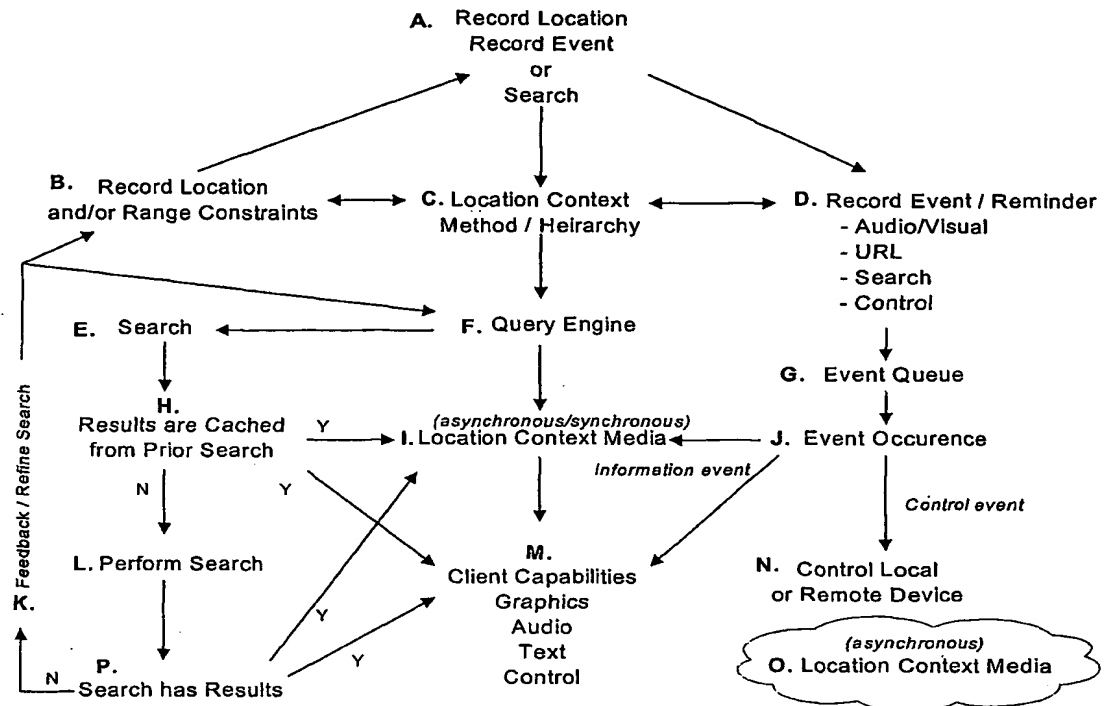 A. Record Location
Record Event
or
Search
B. Record Location
and/or Range Constraints
C. Location Context
Method / Heirarchy
D. Record Event / Reminder
- Audio/Visual
- URL
- Search
- Control
E. Search
F. Query Engine
G. Event Queue
H.
Results are Cached
from Prior Search
Y
(asynchronous/synchronous)
I. Location Context Media
J. Event Occurence
Information event
N
Y
Control event
Feedback / Refine Search
K.
L. Perform Search
M.
Client Capabilities
Graphics
Audio
Text
Control
N. Control Local
or Remote Device
Y
Y
P.
N
Search has Results
(asynchronous)
O. Location Context Media